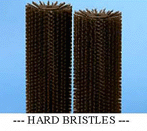 --- HARD BRISTLES ---